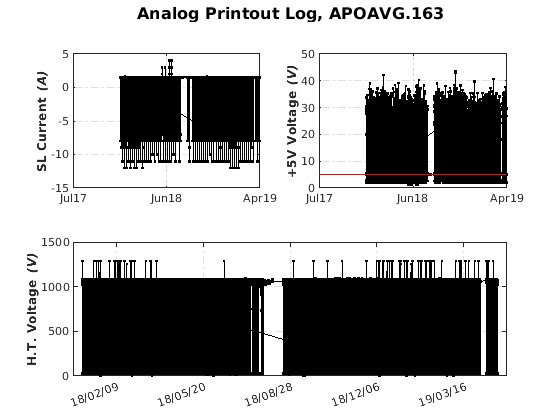 Analog Printout Log, APOAVG.163
SL Current (A)
5
0
-5
-10
-15
Jul17
Jun18
Apr19
+5V Voltage (V)
50
40
30
20
10
0
Jul17
Jun18
Apr19
H.T. Voltage (V)
1500
1000
500
0
18/02/09
18/05/20
18/08/28
18/12/06
19/03/16